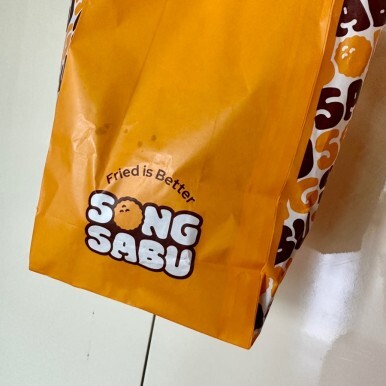 Fried is Better
SONG
SABU